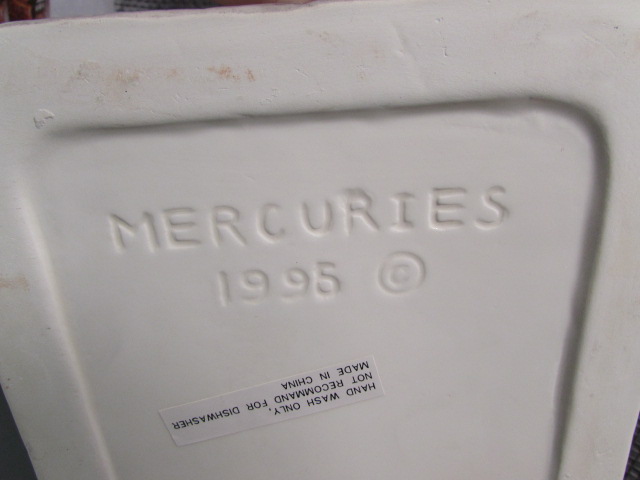 MERCURIES
1995 ©
HAND WASH ONLY,
NOT RECOMMAND FOR DISHWASHER
MADE IN CHINA